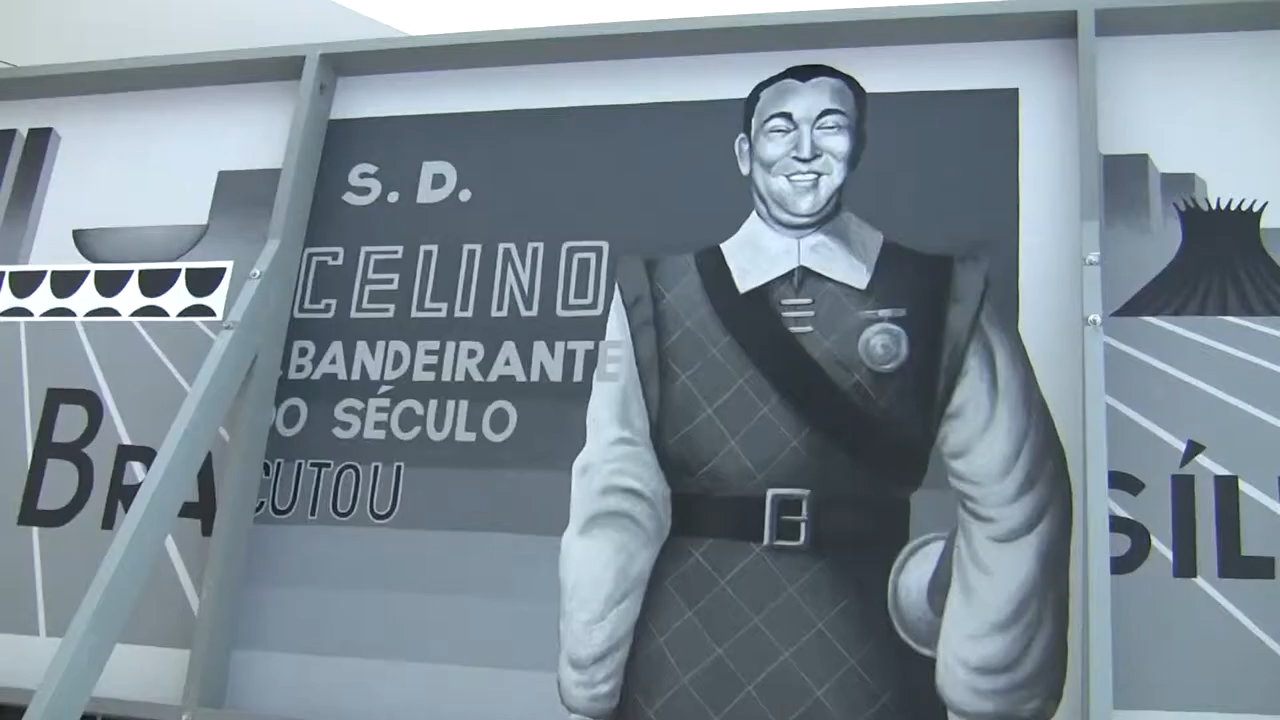 S. D.
CELINO
.BANDEIRANTE
DO SÉCULO
CUTOU
BRA
SÍL